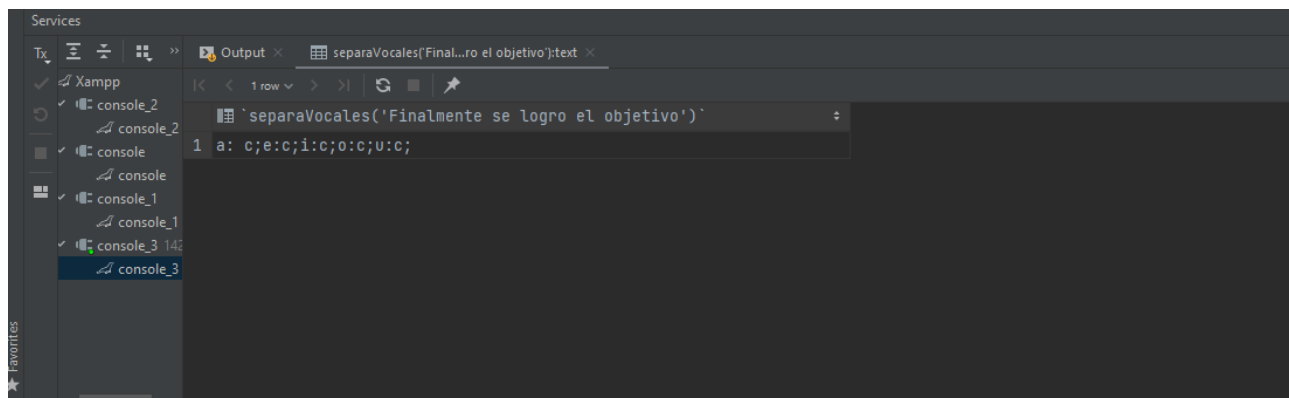 Services
Tx
»
Output
separaVocales('Final...ro el objetivo'):text
Xampp
1 row
console_2
`separaVocales('Finalmente se logro el objetivo')`
console_2
1 a: c;e:c;i:c;o:c;u:c;
console
console
console_1
console_1
console_3 142
console_3
Favorites